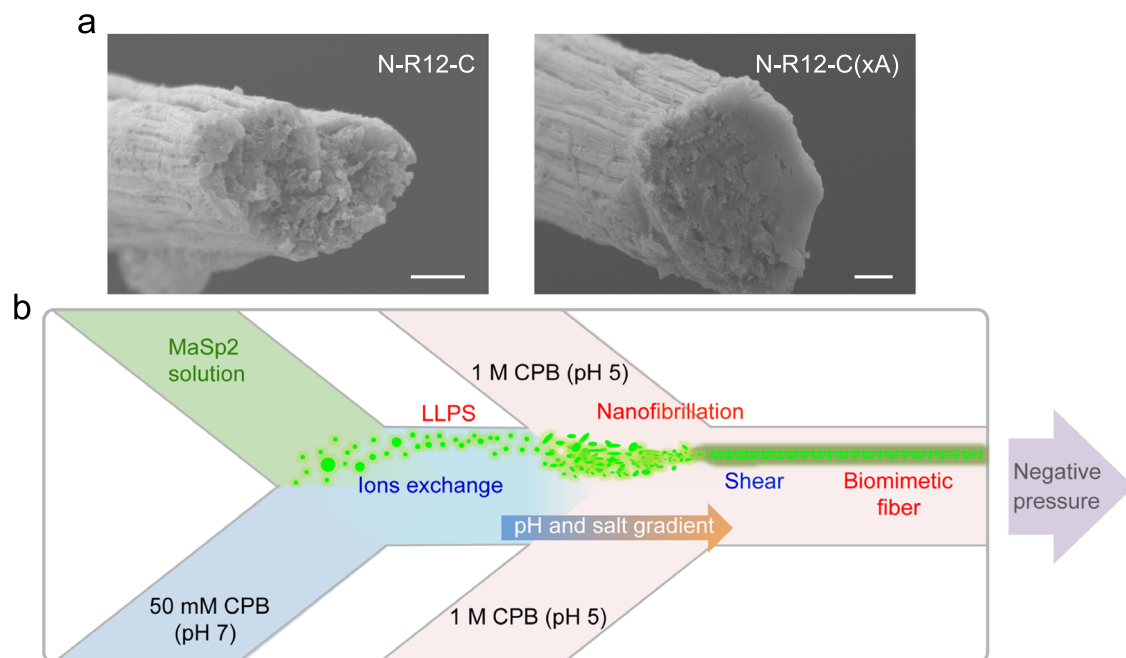 a
N-R12-C
N-R12-C(xA)
b
MaSp2
solution
1 M CPB (pH 5)
LLPS
Nanofibrillation
Ions exchange
Shear
Biomimetic
fiber
Negative
pressure
pH and salt gradient
50 mM CPB
(pH 7)
1 M CPB (pH 5)